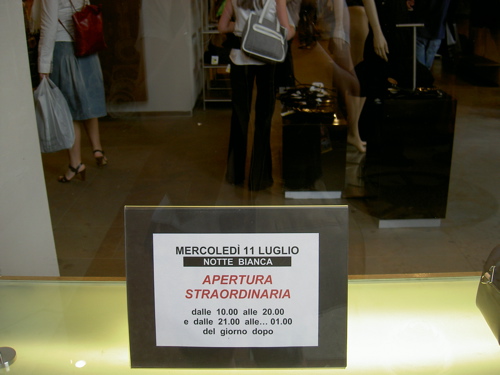 MERCOLEDÌ 11 LUGLIO
NOTTE BIANCA
APERTURA
STRAORDINARIA
dalle 10.00 alle 20.00
e dalle 21.00 alle... 01.00
del giorno dopo